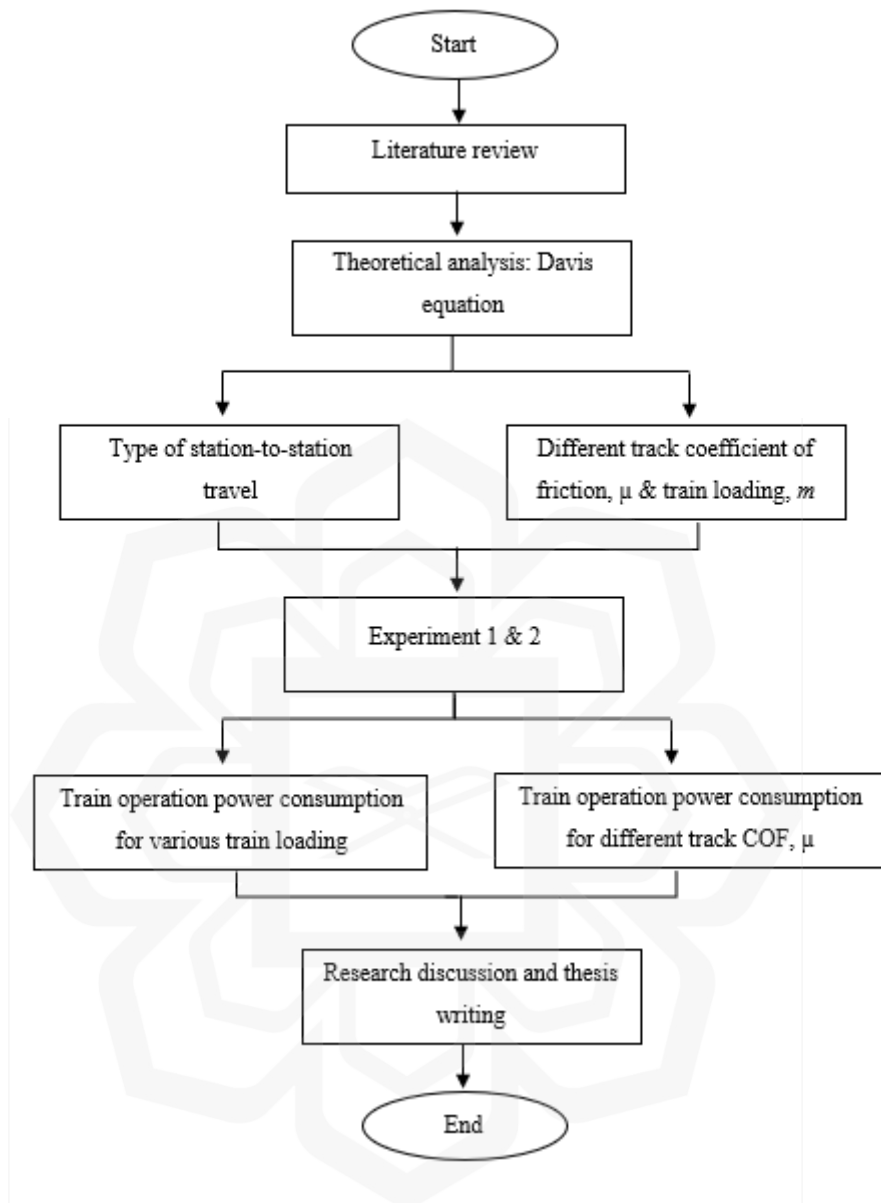 Start
Literature review
Theoretical analysis: Davis
equation
Type of station-to-station
travel
Different track coefficient of
friction, μ & train loading, m
Experiment 1 & 2
Train operation power consumption
for various train loading
Train operation power consumption
for different track COF, μ
Research discussion and thesis
writing
End